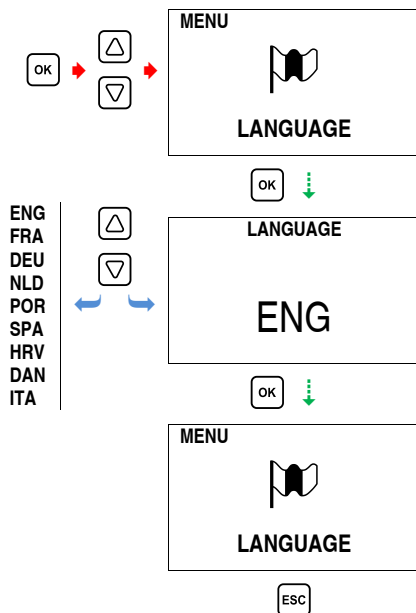 MENU
OK
LANGUAGE
OK
ENG
FRA
DEU
NLD
POR
SPA
HRV
DAN
ITA
LANGUAGE
ENG
OK
MENU
LANGUAGE
ESC